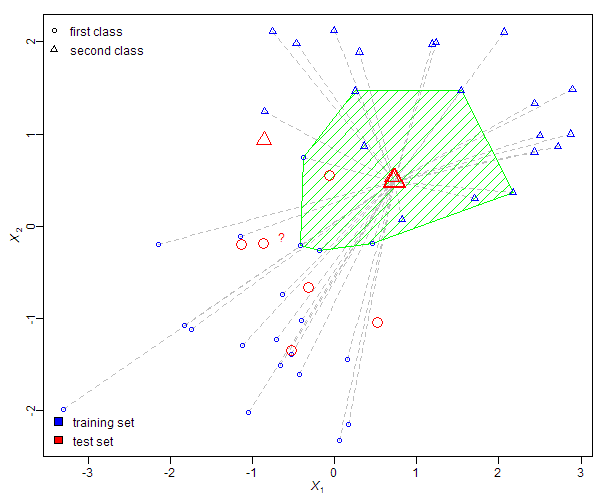 first class
second class
?
X2
2
1
0
-1
-2
training set
test set
-3 -2 -1 0 1 2 3
X1